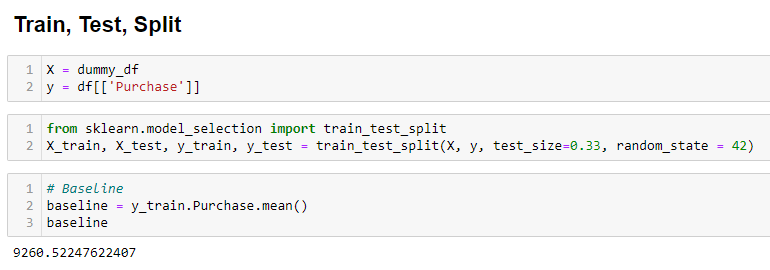 Train, Test, Split
1 X = dummy_df
2 y = df[['Purchase']]
1 from sklearn.model_selection import train_test_split
2 X_train, X_test, y_train, y_test = train_test_split(X, y, test_size=0.33, random_state = 42)
1 # Baseline
2 baseline = y_train.Purchase.mean()
3 baseline
9260.52247622407